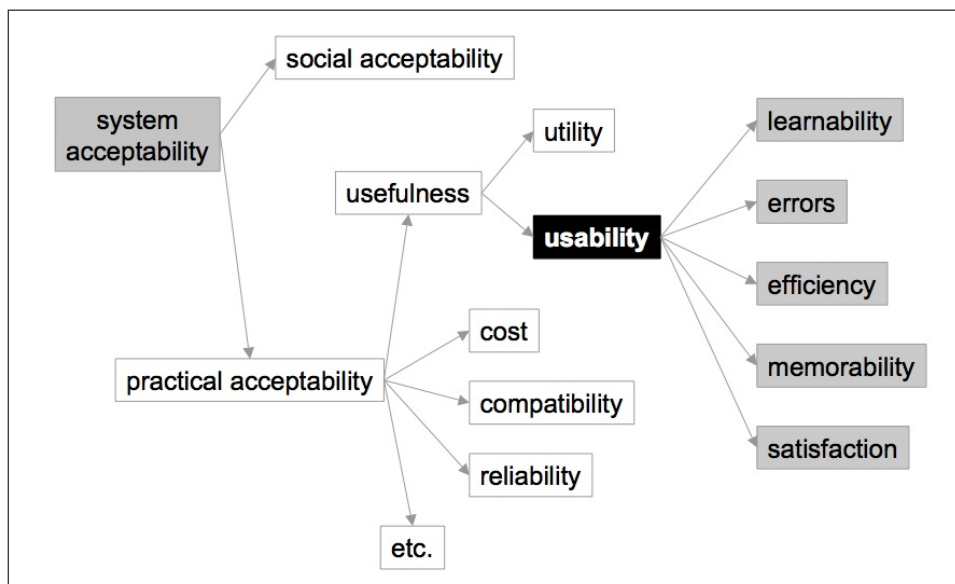 social acceptability
system
acceptability
utility
learnability
usefulness
errors
usability
efficiency
cost
practical acceptability
memorability
compatibility
satisfaction
reliability
etc.